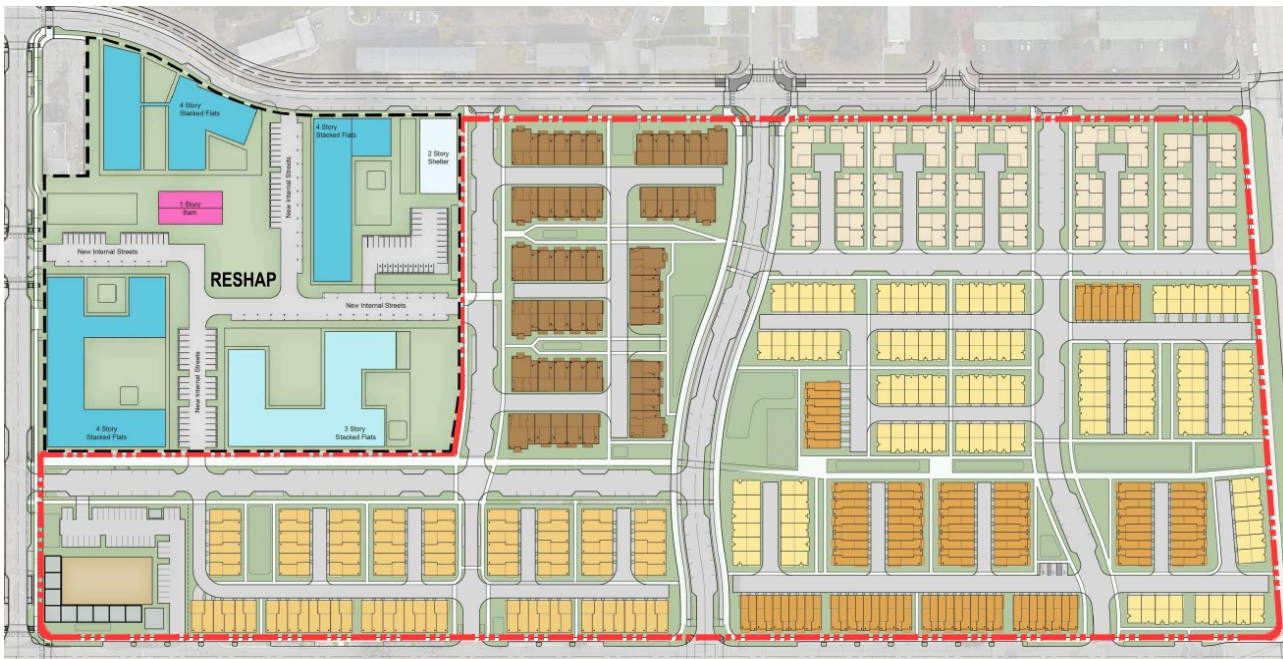 4 Story
Stacked Flats
4 Story
Stacked Flats
2 Story
Shelter
1 Story
Barn
New Internal Streets
New Internal Streets
RESHAP
New Internal Streets
New Internal Streets
4 Story
Stacked Flats
3 Story
Stacked Flats